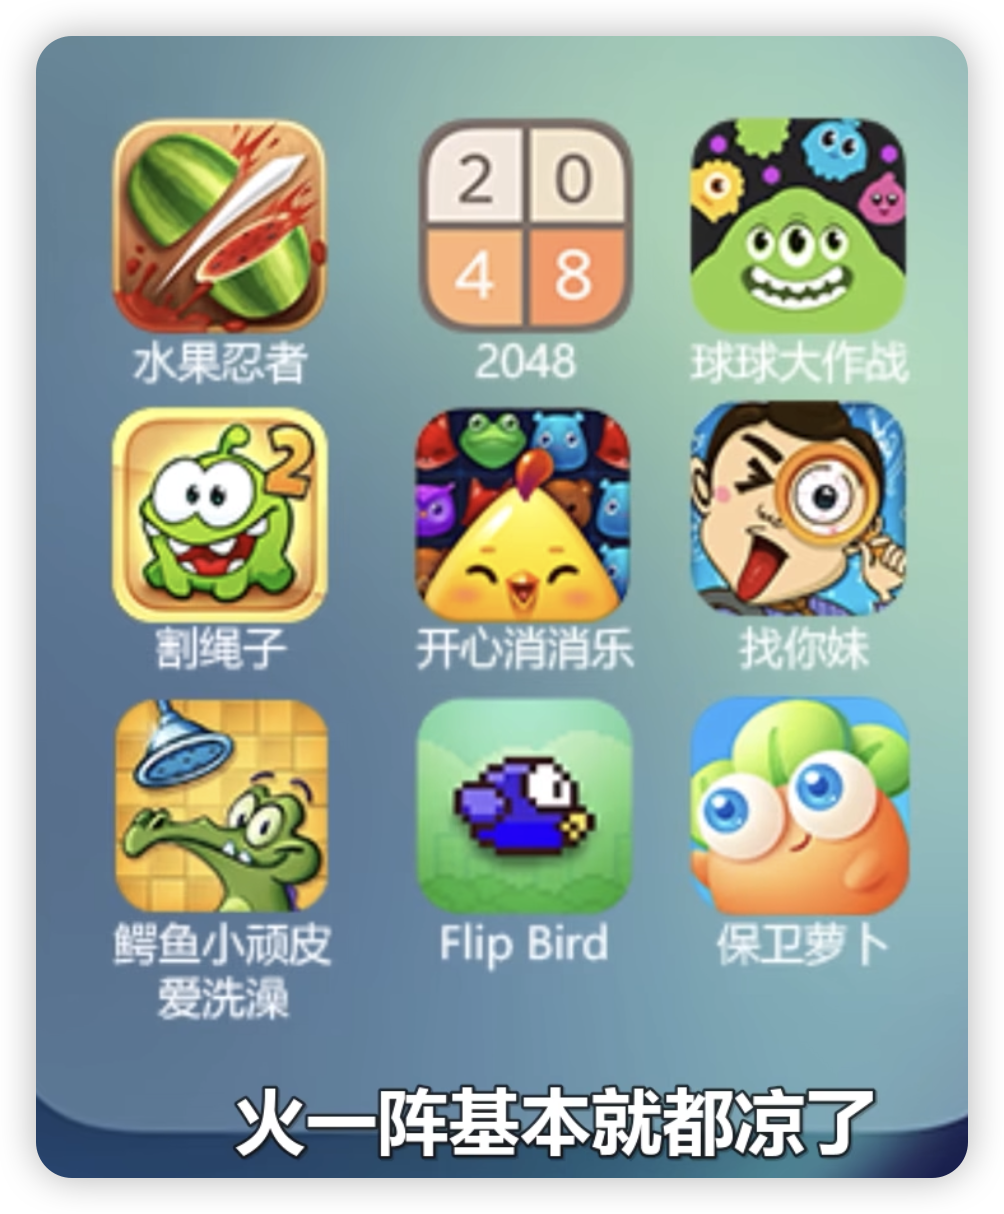 2 0
4 8
水果忍者
2048
球球大作战
2
割绳子
开心消消乐
找你妹
鳄鱼小顽皮
爱洗澡
Flip Bird
保卫萝卜
火一阵基本就都凉了